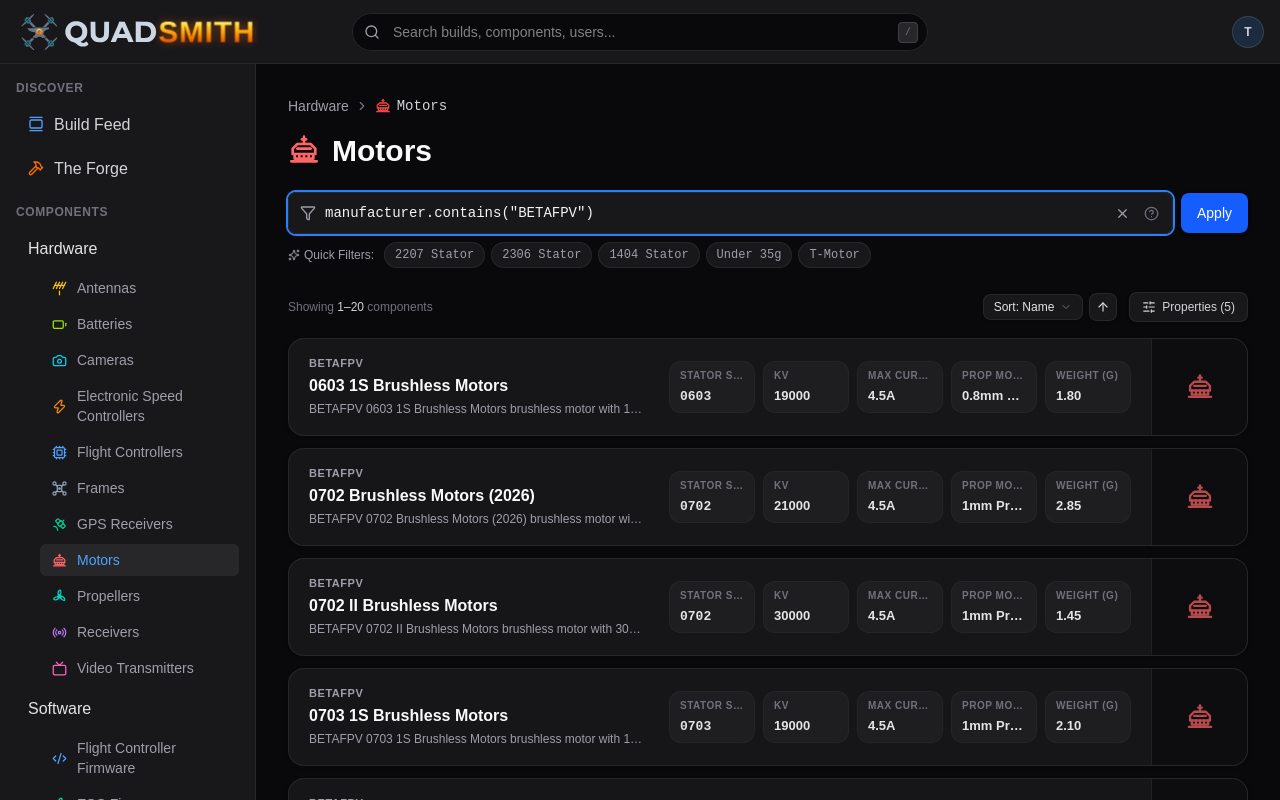 QUADSMITH
Search builds, components, users...
/
T
DISCOVER
Build Feed
The Forge
COMPONENTS
Hardware
Antennas
Batteries
Cameras
Electronic Speed
Controllers
Flight Controllers
Frames
GPS Receivers
Motors
Propellers
Receivers
Video Transmitters
Software
Flight Controller
Firmware
Hardware > Motors
Motors
manufacturer.contains("BETAFPV")
Apply
Quick Filters: 2207 Stator 2306 Stator 1404 Stator Under 35g T-Motor
Showing 1–20 components
Sort: Name
Properties (5)
BETAFPV
0603 1S Brushless Motors
BETAFPV 0603 1S Brushless Motors brushless motor with 1…
STATOR S… KV MAX CUR… PROP MO… WEIGHT (G)
0603 19000 4.5A 0.8mm … 1.80
BETAFPV
0702 Brushless Motors (2026)
BETAFPV 0702 Brushless Motors (2026) brushless motor wi…
STATOR S… KV MAX CUR… PROP MO… WEIGHT (G)
0702 21000 4.5A 1mm Pr… 2.85
BETAFPV
0702 II Brushless Motors
BETAFPV 0702 II Brushless Motors brushless motor with 30…
STATOR S… KV MAX CUR… PROP MO… WEIGHT (G)
0702 30000 4.5A 1mm Pr… 1.45
BETAFPV
0703 1S Brushless Motors
BETAFPV 0703 1S Brushless Motors brushless motor with 1…
STATOR S… KV MAX CUR… PROP MO… WEIGHT (G)
0703 19000 4.5A 1mm Pr… 2.10